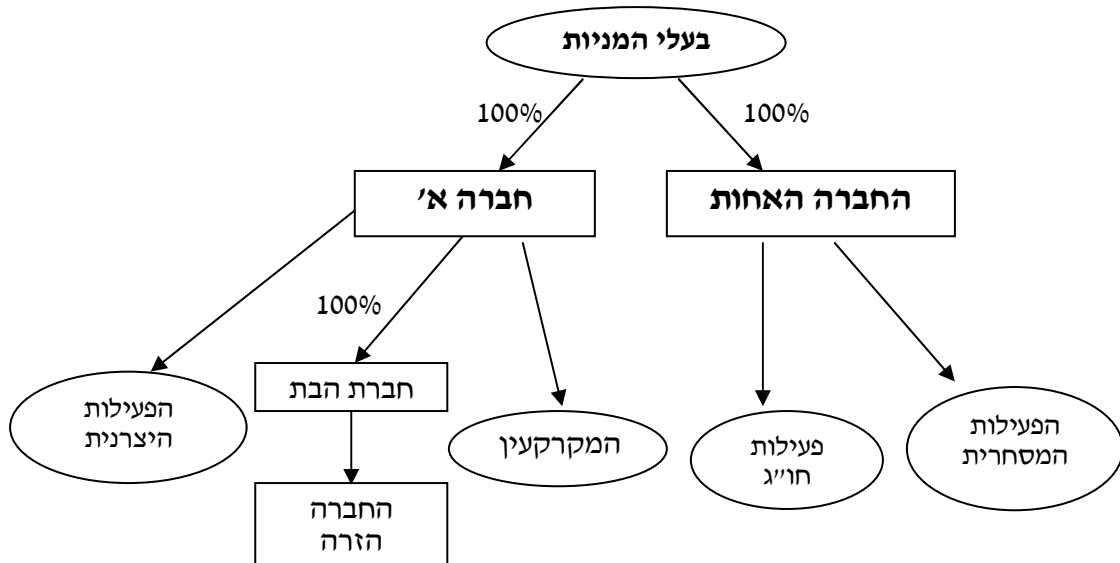 בעלי המניות
100%
100%
חברה א'
החברה האחות
100%
חברת הבת
הפעילות
היצרנית
המקרקעין
פעילות
חו"ג
הפעילות
המסחרית
החברה
הזרה